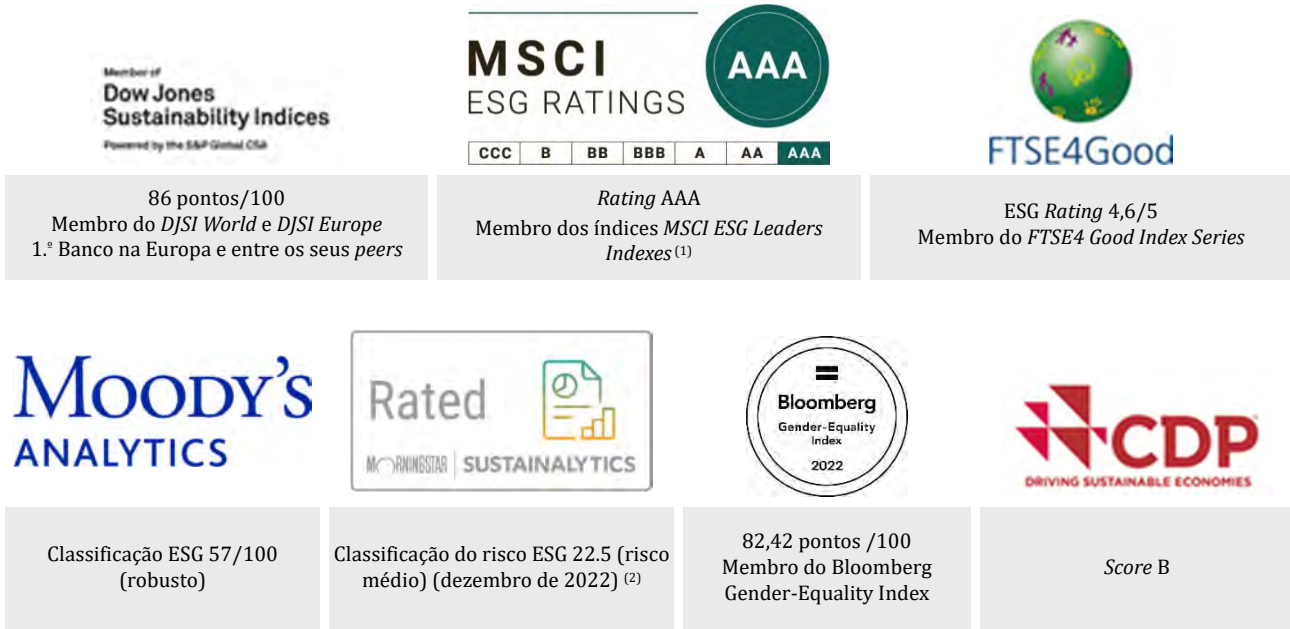 Member of
Dow Jones
Sustainability Indices
Powered by the S&P Global CSA
MSCI
ESG RATINGS
AAA
CCC B BB BBB A AA AAA
FTSE4Good
86 pontos/100
Membro do DJSI World e DJSI Europe
1.º Banco na Europa e entre os seus peers
Rating AAA
Membro dos índices MSCI ESG Leaders
Indexes (1)
ESG Rating 4,6/5
Membro do FTSE4 Good Index Series
MOODY'S
ANALYTICS
Rated
MORNINGSTAR | SUSTAINALYTICS
Bloomberg
Gender-Equality
Index
2022
CDP
DRIVING SUSTAINABLE ECONOMIES
Classificação ESG 57/100
(robusto)
Classificação do risco ESG 22.5 (risco
médio) (dezembro de 2022) (2)
82,42 pontos /100
Membro do Bloomberg
Gender-Equality Index
Score B